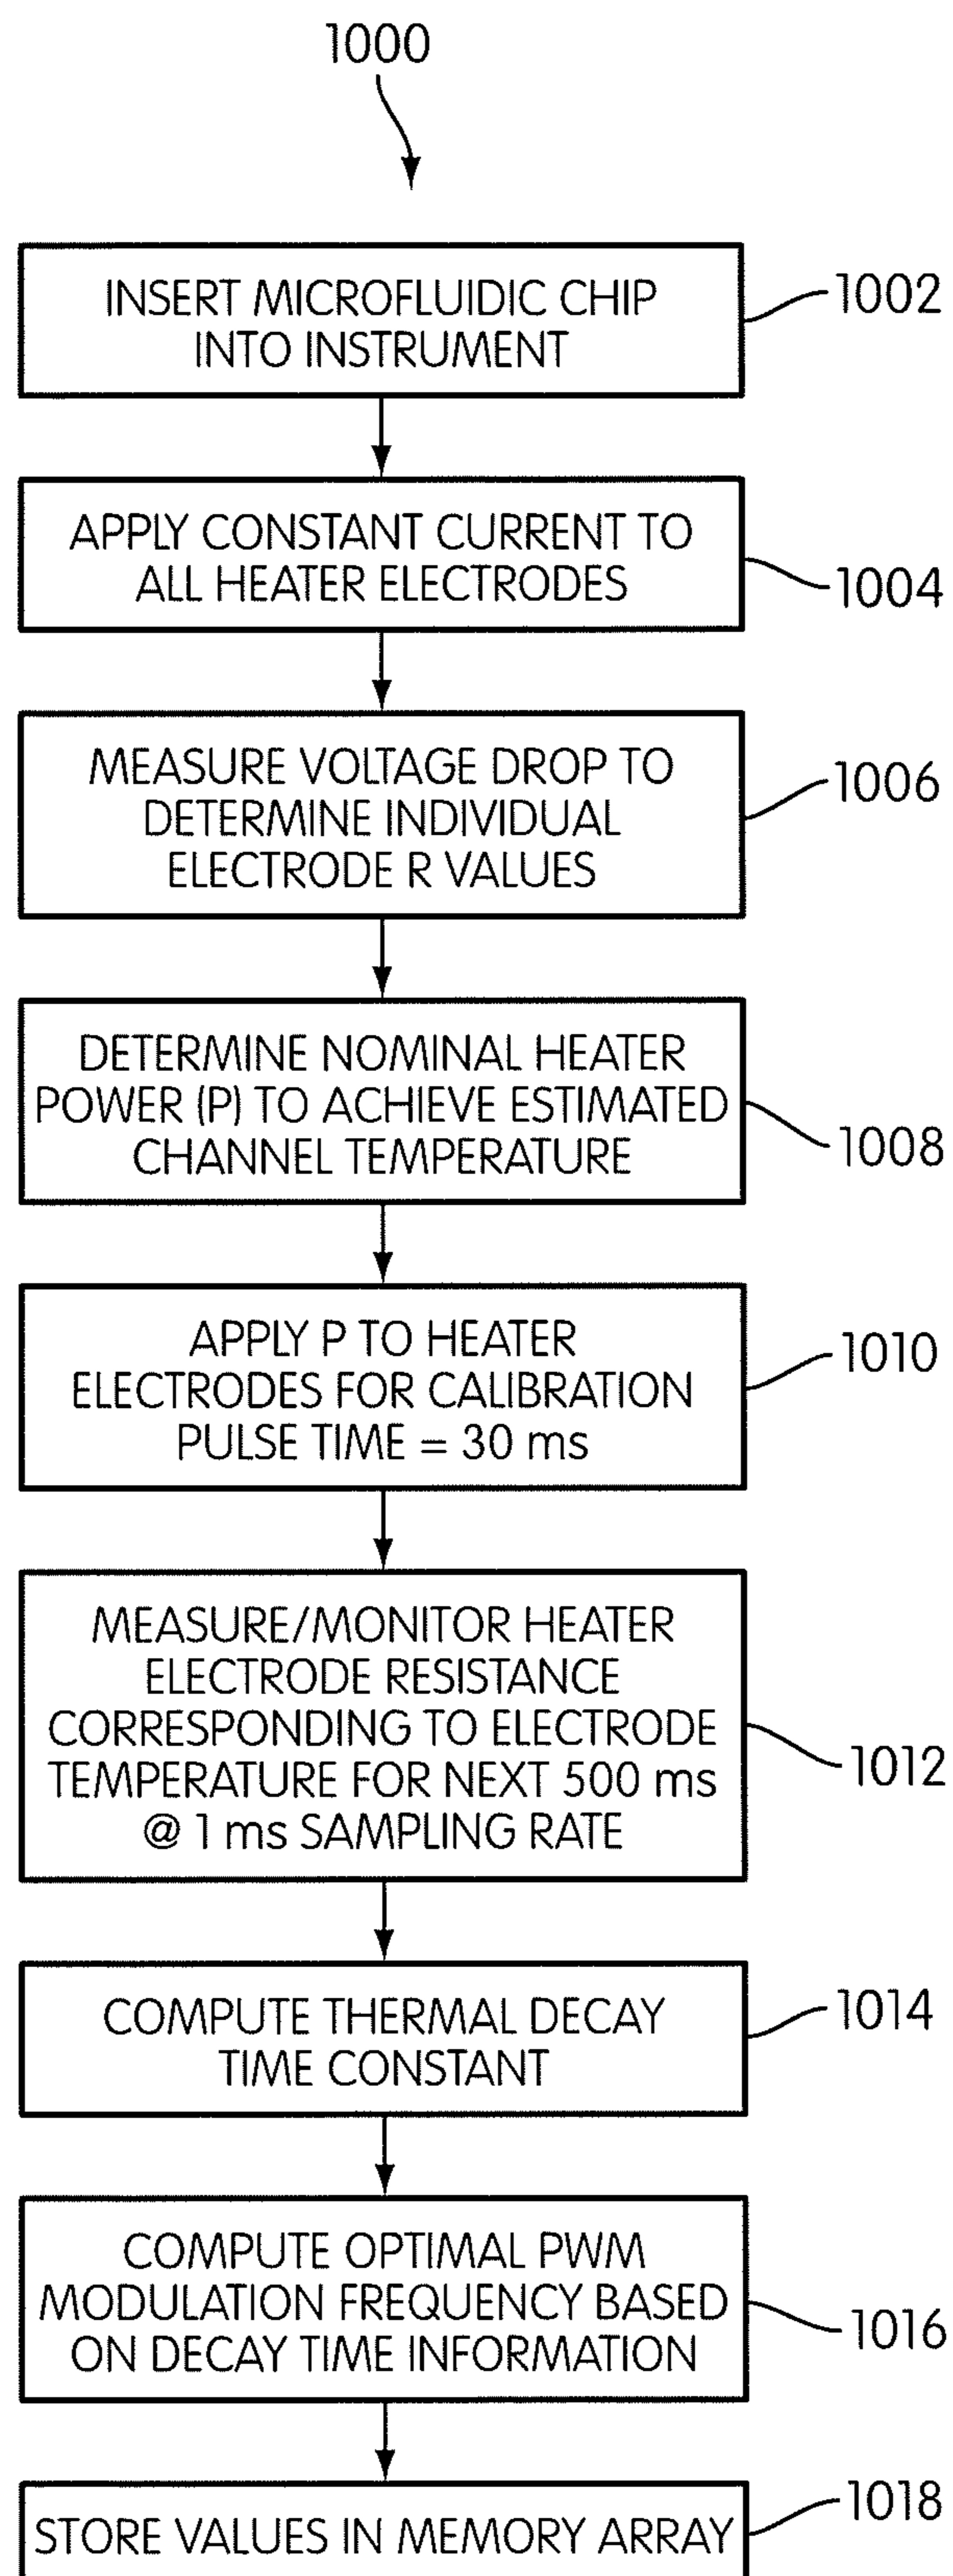 1000
INSERT MICROFLUIDIC CHIP
INTO INSTRUMENT
1002
APPLY CONSTANT CURRENT TO
ALL HEATER ELECTRODES
1004
MEASURE VOLTAGE DROP TO
DETERMINE INDIVIDUAL
ELECTRODE R VALUES
1006
DETERMINE NOMINAL HEATER
POWER (P) TO ACHIEVE ESTIMATED
CHANNEL TEMPERATURE
1008
APPLY P TO HEATER
ELECTRODES FOR CALIBRATION
PULSE TIME = 30 ms
1010
MEASURE/MONITOR HEATER
ELECTRODE RESISTANCE
CORRESPONDING TO ELECTRODE
TEMPERATURE FOR NEXT 500 ms
@ 1 ms SAMPLING RATE
1012
COMPUTE THERMAL DECAY
TIME CONSTANT
1014
COMPUTE OPTIMAL PWM
MODULATION FREQUENCY BASED
ON DECAY TIME INFORMATION
1016
STORE VALUES IN MEMORY ARRAY
1018